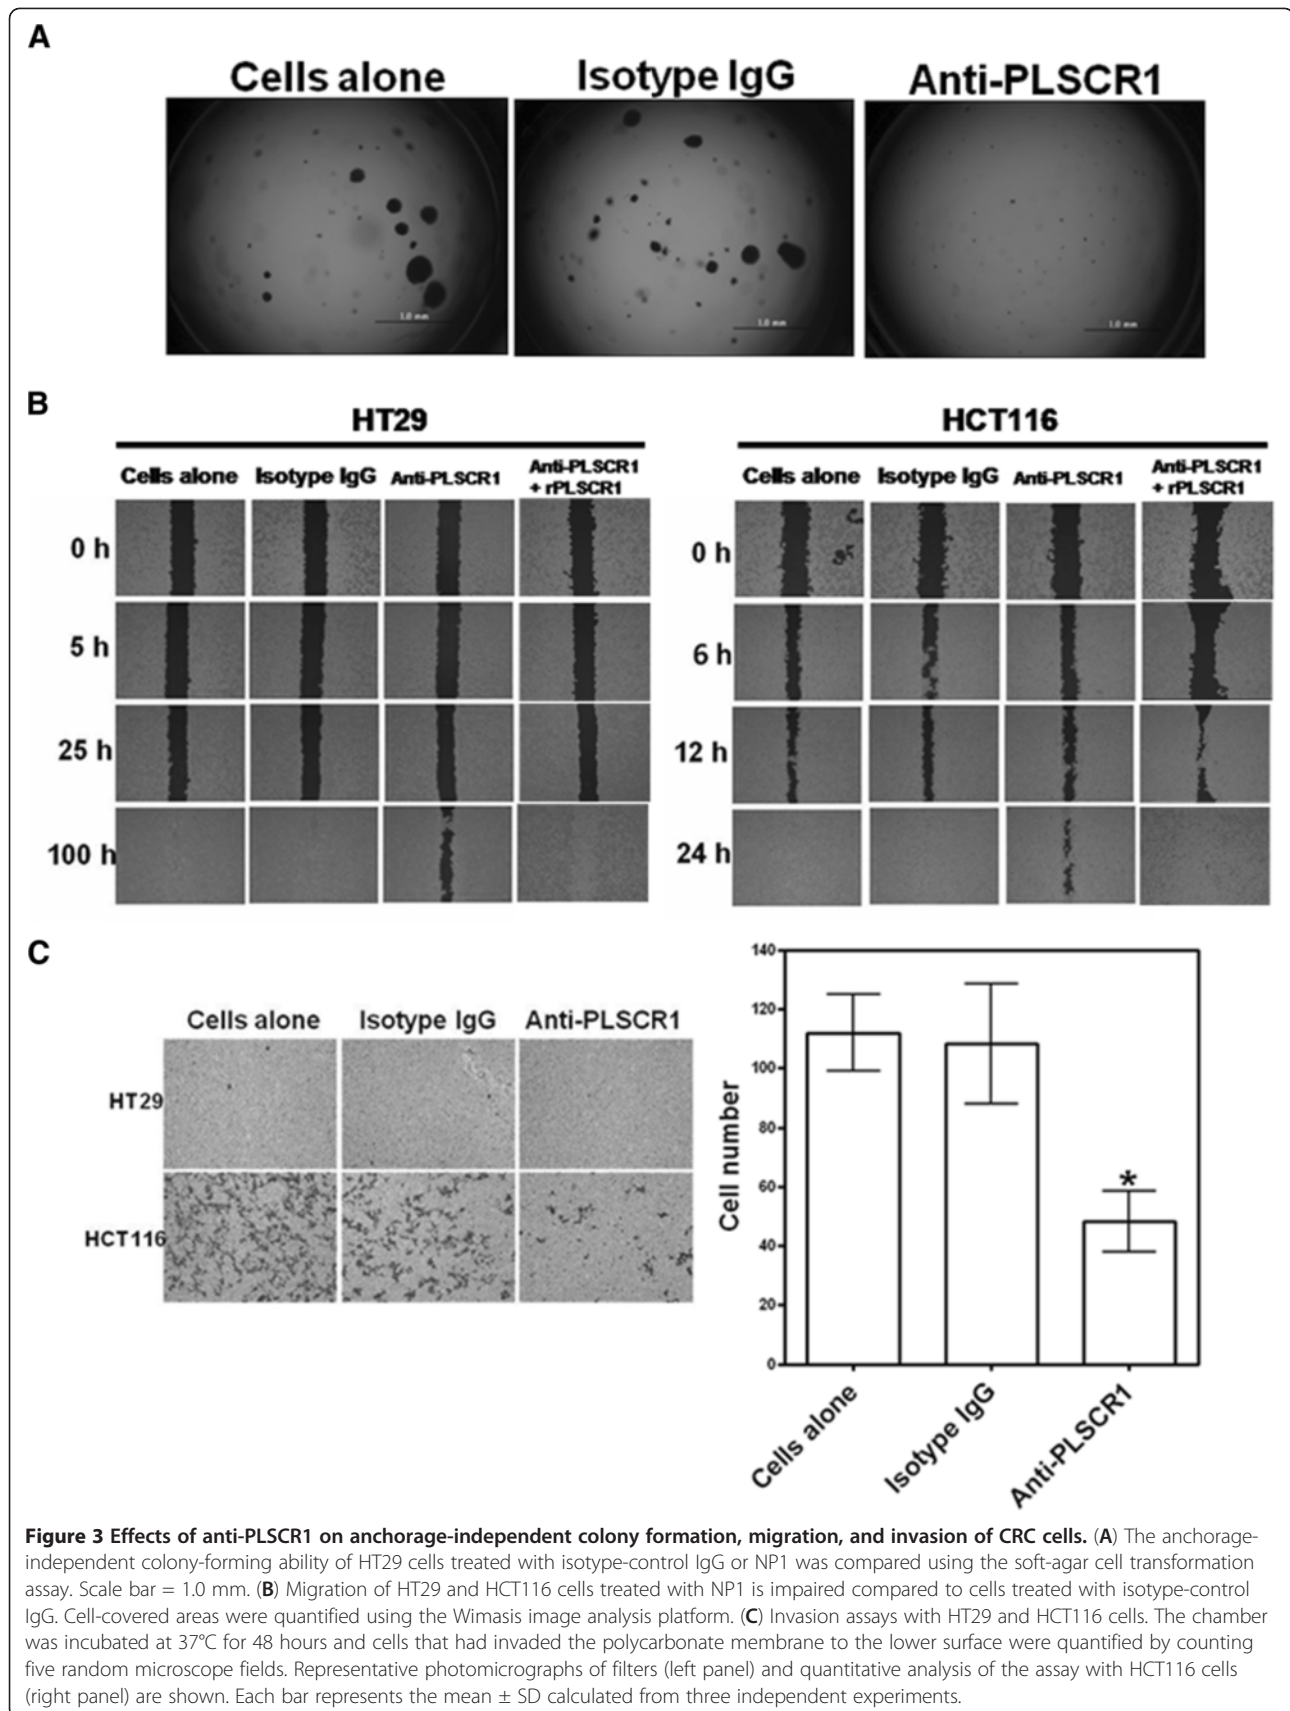 A
Cells alone
Isotype IgG
Anti-PLSCR1
1.0 mm
1.0 mm
1.0 mm
B
HT29
HCT116
Cells alone
Isotype IgG
Anti-PLSCR1
Anti-PLSCR1
+ rPLSCR1
Cells alone
Isotype IgG
Anti-PLSCR1
Anti-PLSCR1
+ rPLSCR1
0 h
5 h
25 h
100 h
0 h
6 h
12 h
24 h
C
Cells alone
Isotype IgG
Anti-PLSCR1
HT29
HCT116
140
120
100
80
60
40
20
0
Cell number
*
Cells alone
Isotype IgG
Anti-PLSCR1
Figure 3 Effects of anti-PLSCR1 on anchorage-independent colony formation, migration, and invasion of CRC cells. (A) The anchorage-
independent colony-forming ability of HT29 cells treated with isotype-control IgG or NP1 was compared using the soft-agar cell transformation
assay. Scale bar = 1.0 mm. (B) Migration of HT29 and HCT116 cells treated with NP1 is impaired compared to cells treated with isotype-control
IgG. Cell-covered areas were quantified using the Wimasis image analysis platform. (C) Invasion assays with HT29 and HCT116 cells. The chamber
was incubated at 37°C for 48 hours and cells that had invaded the polycarbonate membrane to the lower surface were quantified by counting
five random microscope fields. Representative photomicrographs of filters (left panel) and quantitative analysis of the assay with HCT116 cells
(right panel) are shown. Each bar represents the mean ± SD calculated from three independent experiments.